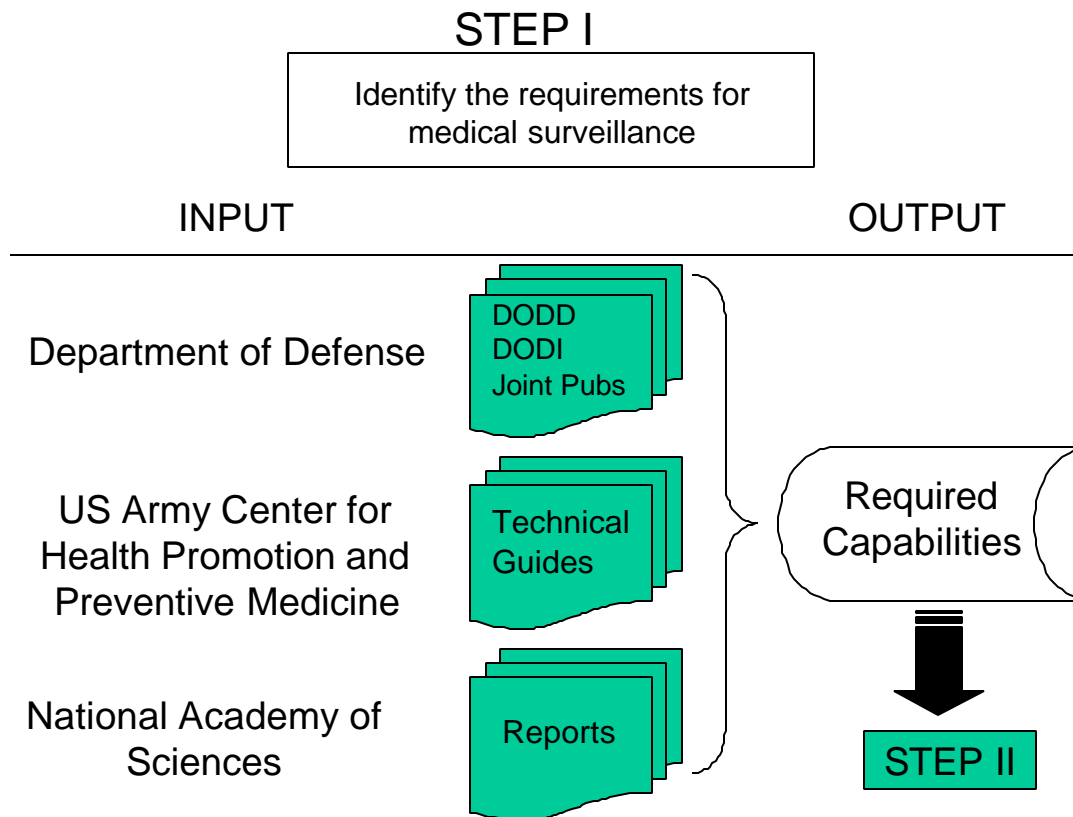 STEP I
Identify the requirements for
medical surveillance
INPUT
OUTPUT
Department of Defense
DODD
DODI
Joint Pubs
US Army Center for
Health Promotion and
Preventive Medicine
Technical
Guides
Required
Capabilities
National Academy of
Sciences
Reports
STEP II